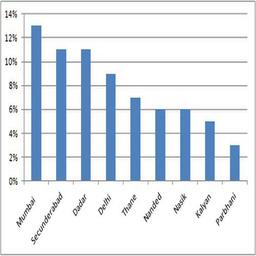 14%
12%
10%
8%
6%
4%
2%
0%
Mumbai
Secunderabad
Dadar
Delhi
Thane
Nanded
Nasik
Kalyan
Parbhani